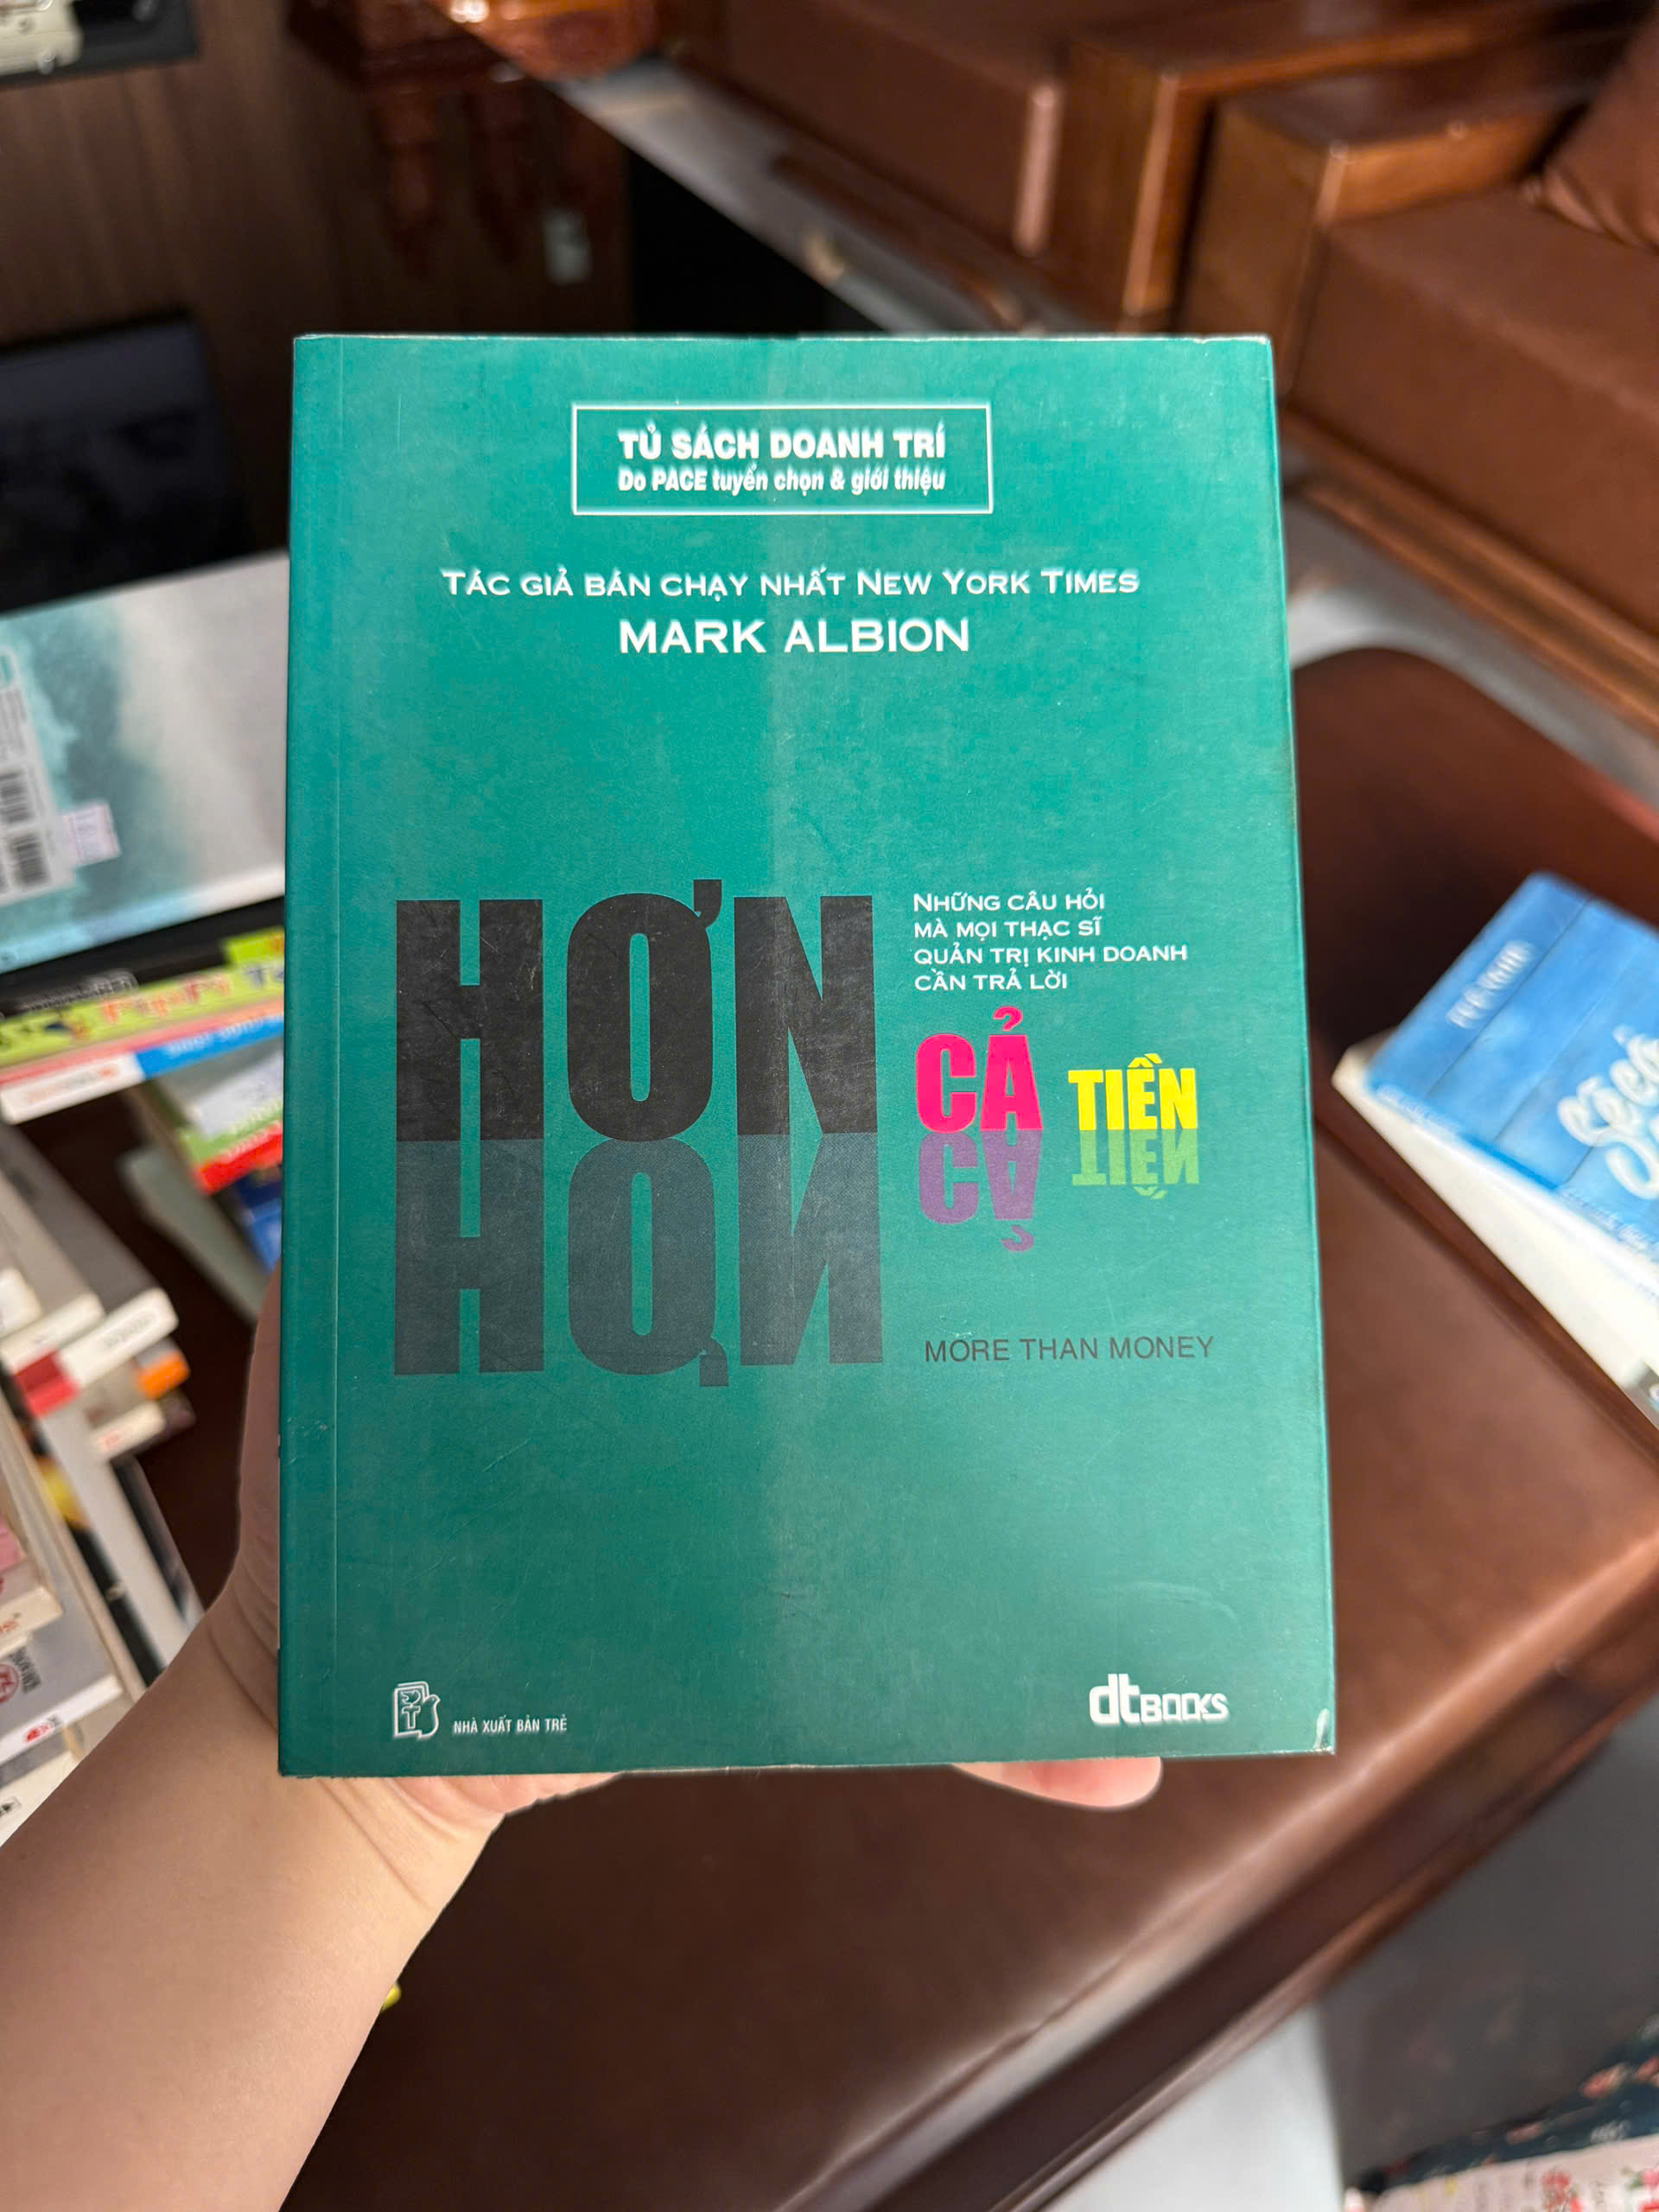 TỦ SÁCH DOANH TRÍ
Do PACE tuyển chọn & giới thiệu
TÁC GIẢ BÁN CHẠY NHẤT NEW YORK TIMES
MARK ALBION
NHỮNG CÂU HỎI
MÀ MỌI THẠC SĨ
QUẢN TRỊ KINH DOANH
CẦN TRẢ LỜI
HƠN CẢ TIỀN
MORE THAN MONEY
NHÀ XUẤT BẢN TRẺ
dt BOOKS